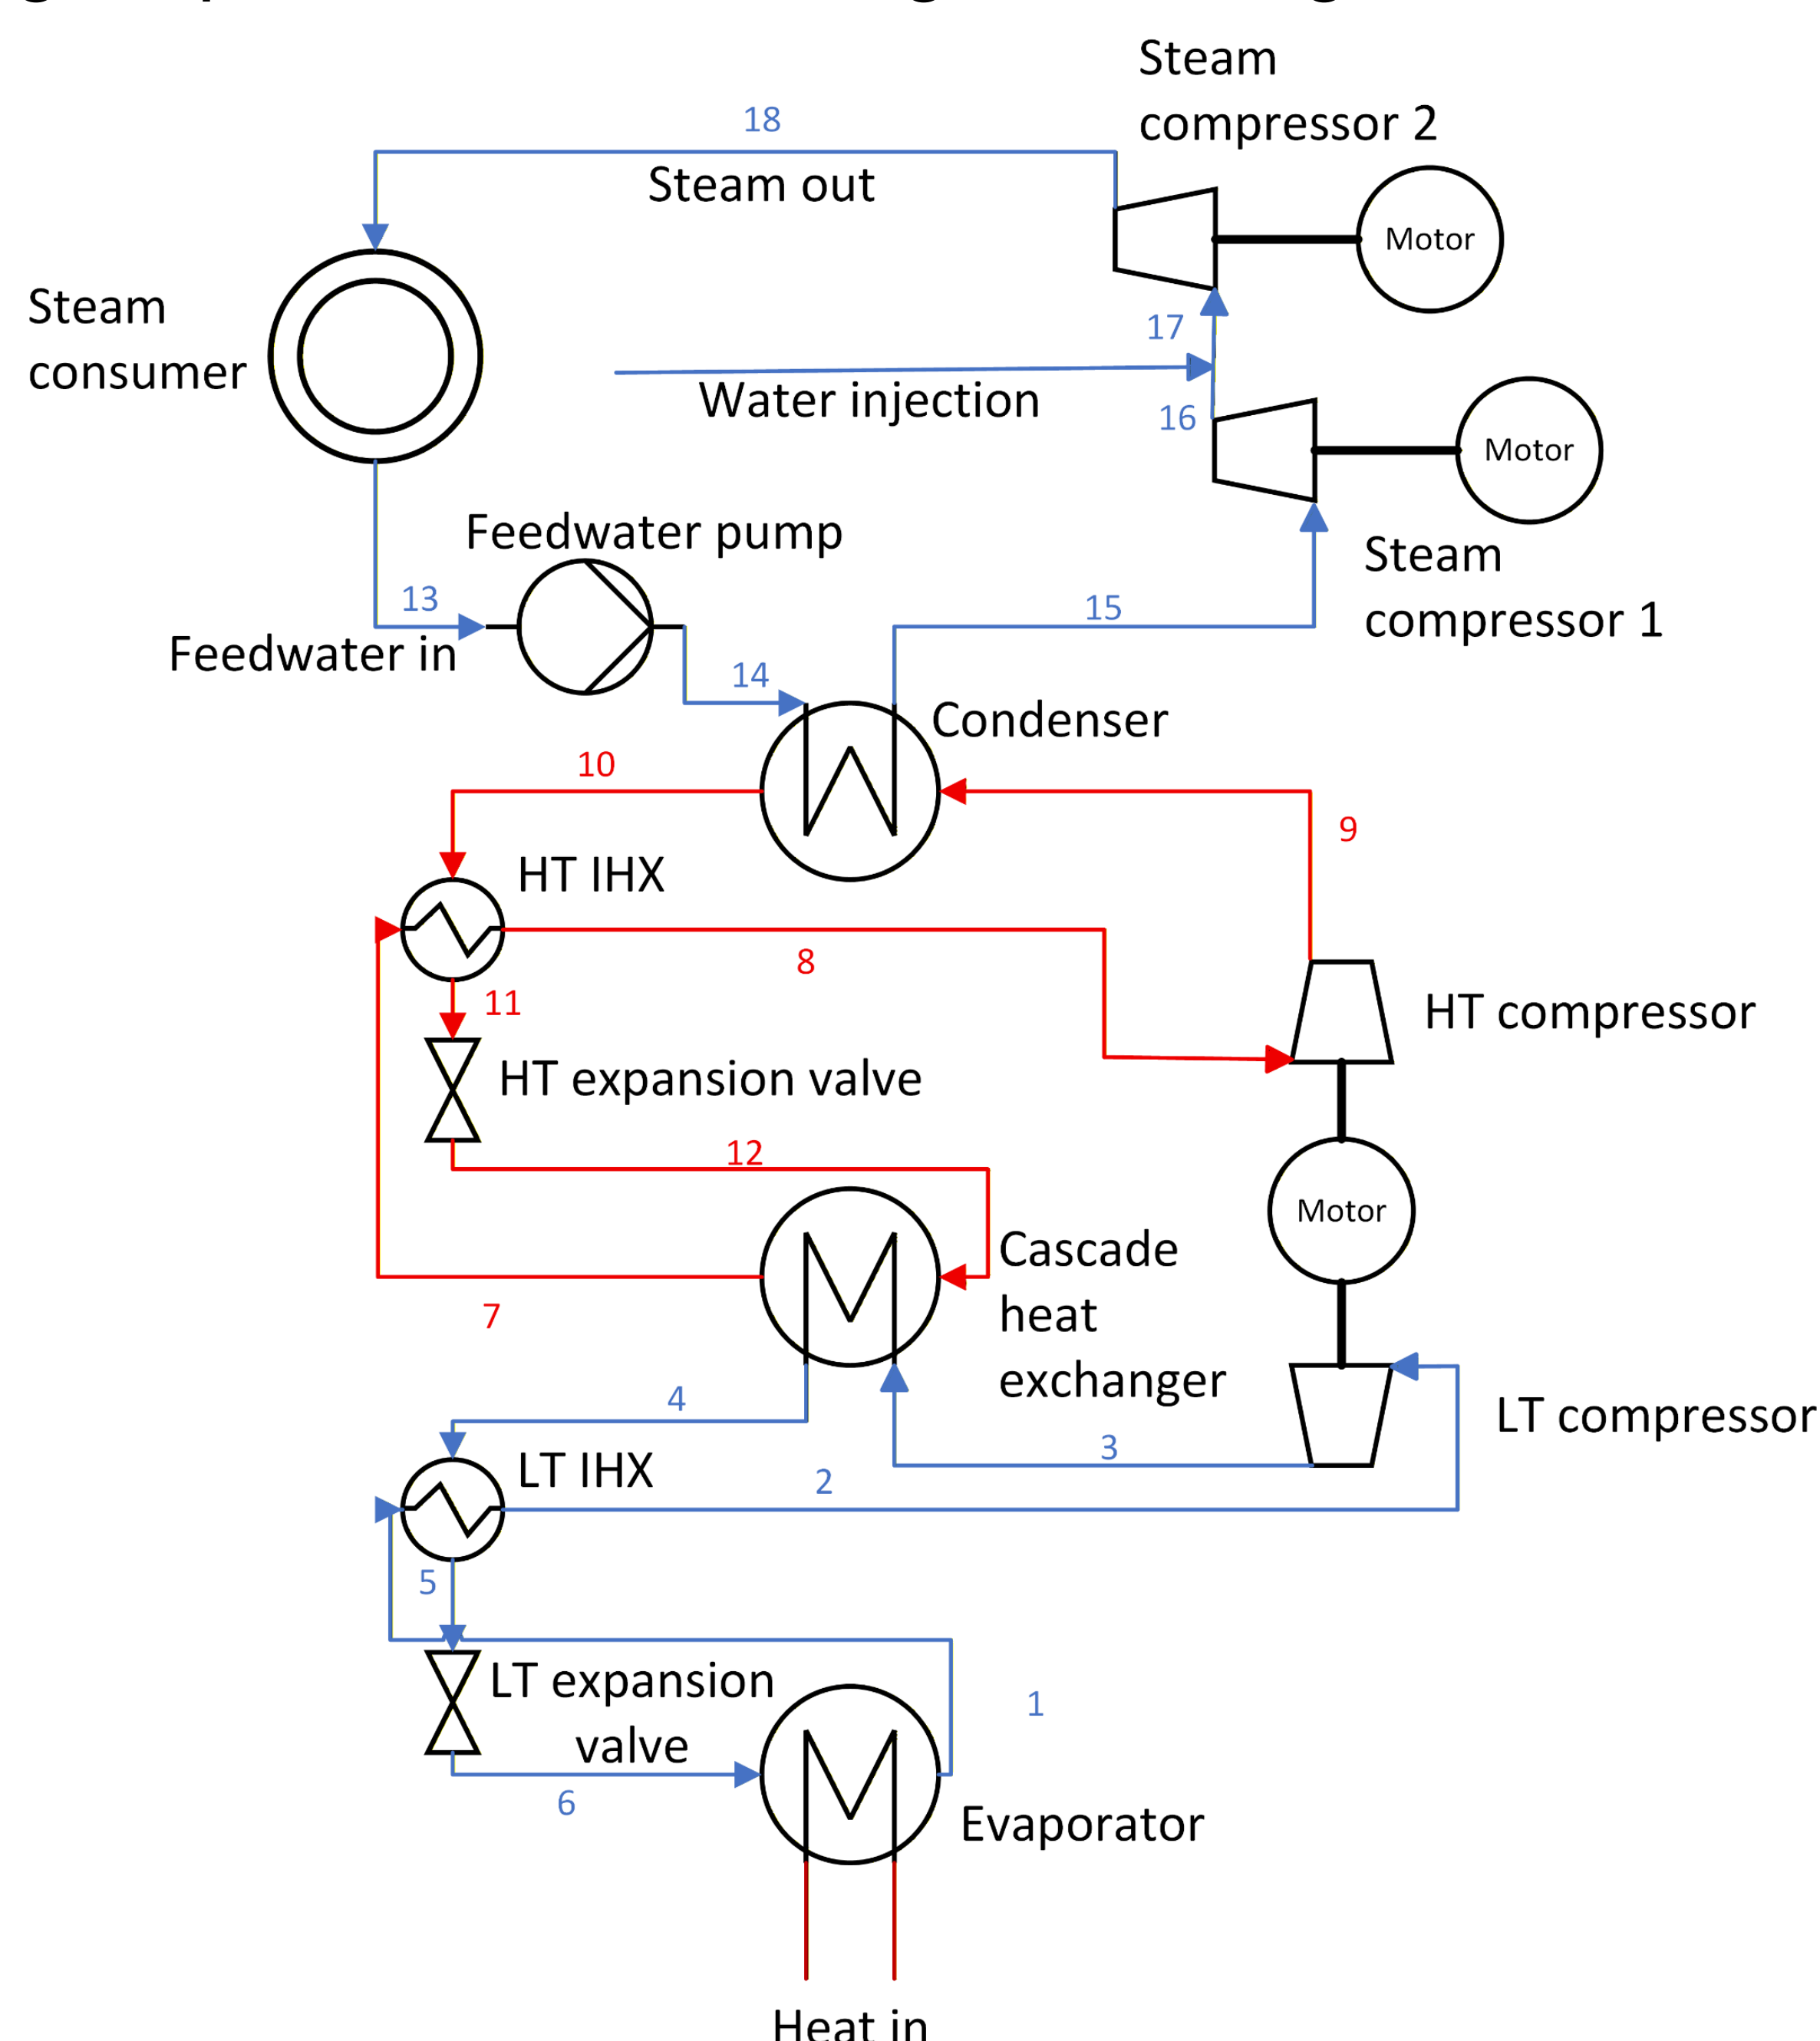 Steam
compressor 2
18
Steam out
Motor
Steam
consumer
17
Water injection
16
Motor
Feedwater pump
Steam
compressor 1
13
15
Feedwater in
14
Condenser
10
9
HT IHX
8
11
HT compressor
HT expansion valve
12
Motor
Cascade
heat
exchanger
7
4
LT compressor
3
LT IHX
2
5
LT expansion
valve
1
6
Evaporator
Heat in